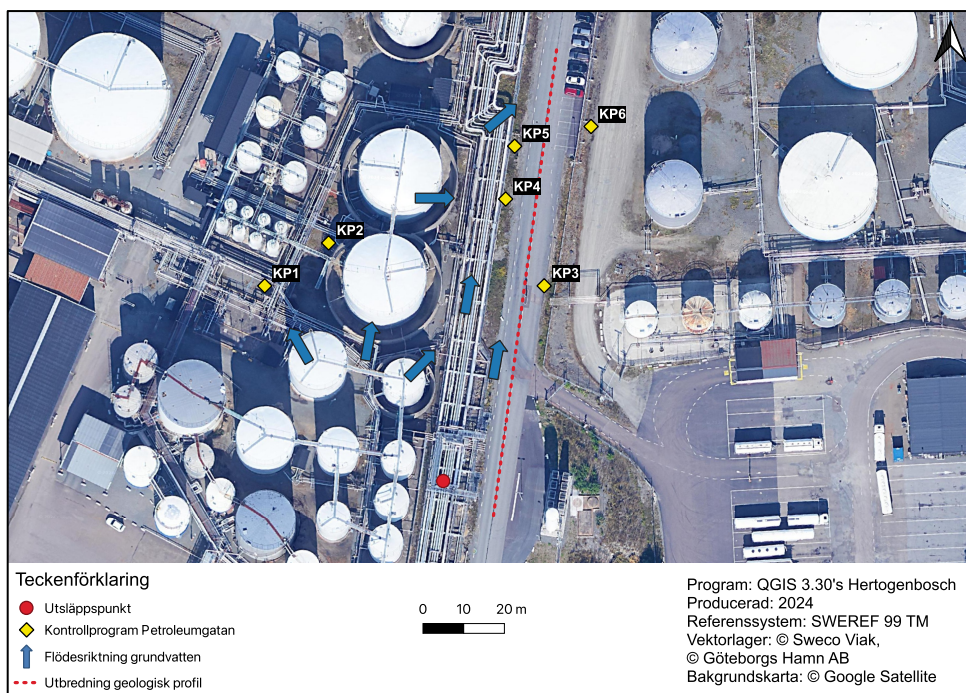 KP6
KP5
KP4
KP2
KP1
KP3
Teckenförklaring
Utsläppspunkt
Kontrollprogram Petroleumgatan
Flödesriktning grundvatten
Utbredning geologisk profil
0 10 20 m
Program: QGIS 3.30's Hertogenbosch
Producerad: 2024
Referenssystem: SWEREF 99 TM
Vektorlager: © Sweco Viak,
© Göteborgs Hamn AB
Bakgrundskarta: © Google Satellite